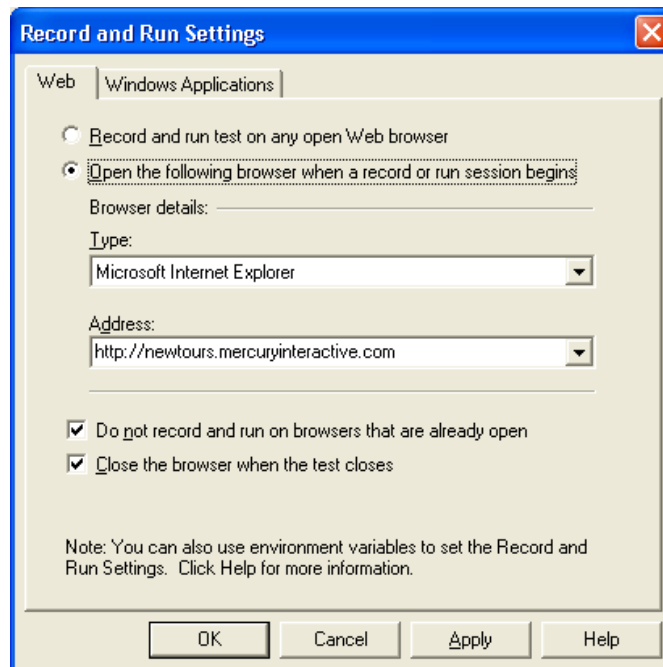 Record and Run Settings
Web
Windows Applications
Record and run test on any open Web browser
Open the following browser when a record or run session begins
Browser details:
Type:
Microsoft Internet Explorer
Address:
http://newtours.mercuryinteractive.com
Do not record and run on browsers that are already open
Close the browser when the test closes
Note: You can also use environment variables to set the Record and
Run Settings. Click Help for more information.
OK
Cancel
Apply
Help